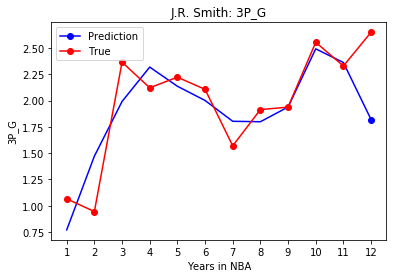 J.R. Smith: 3P_G
Prediction
True
2.50
2.25
2.00
1.75
1.50
1.25
1.00
0.75
3P_G
1 2 3 4 5 6 7 8 9 10 11 12
Years in NBA